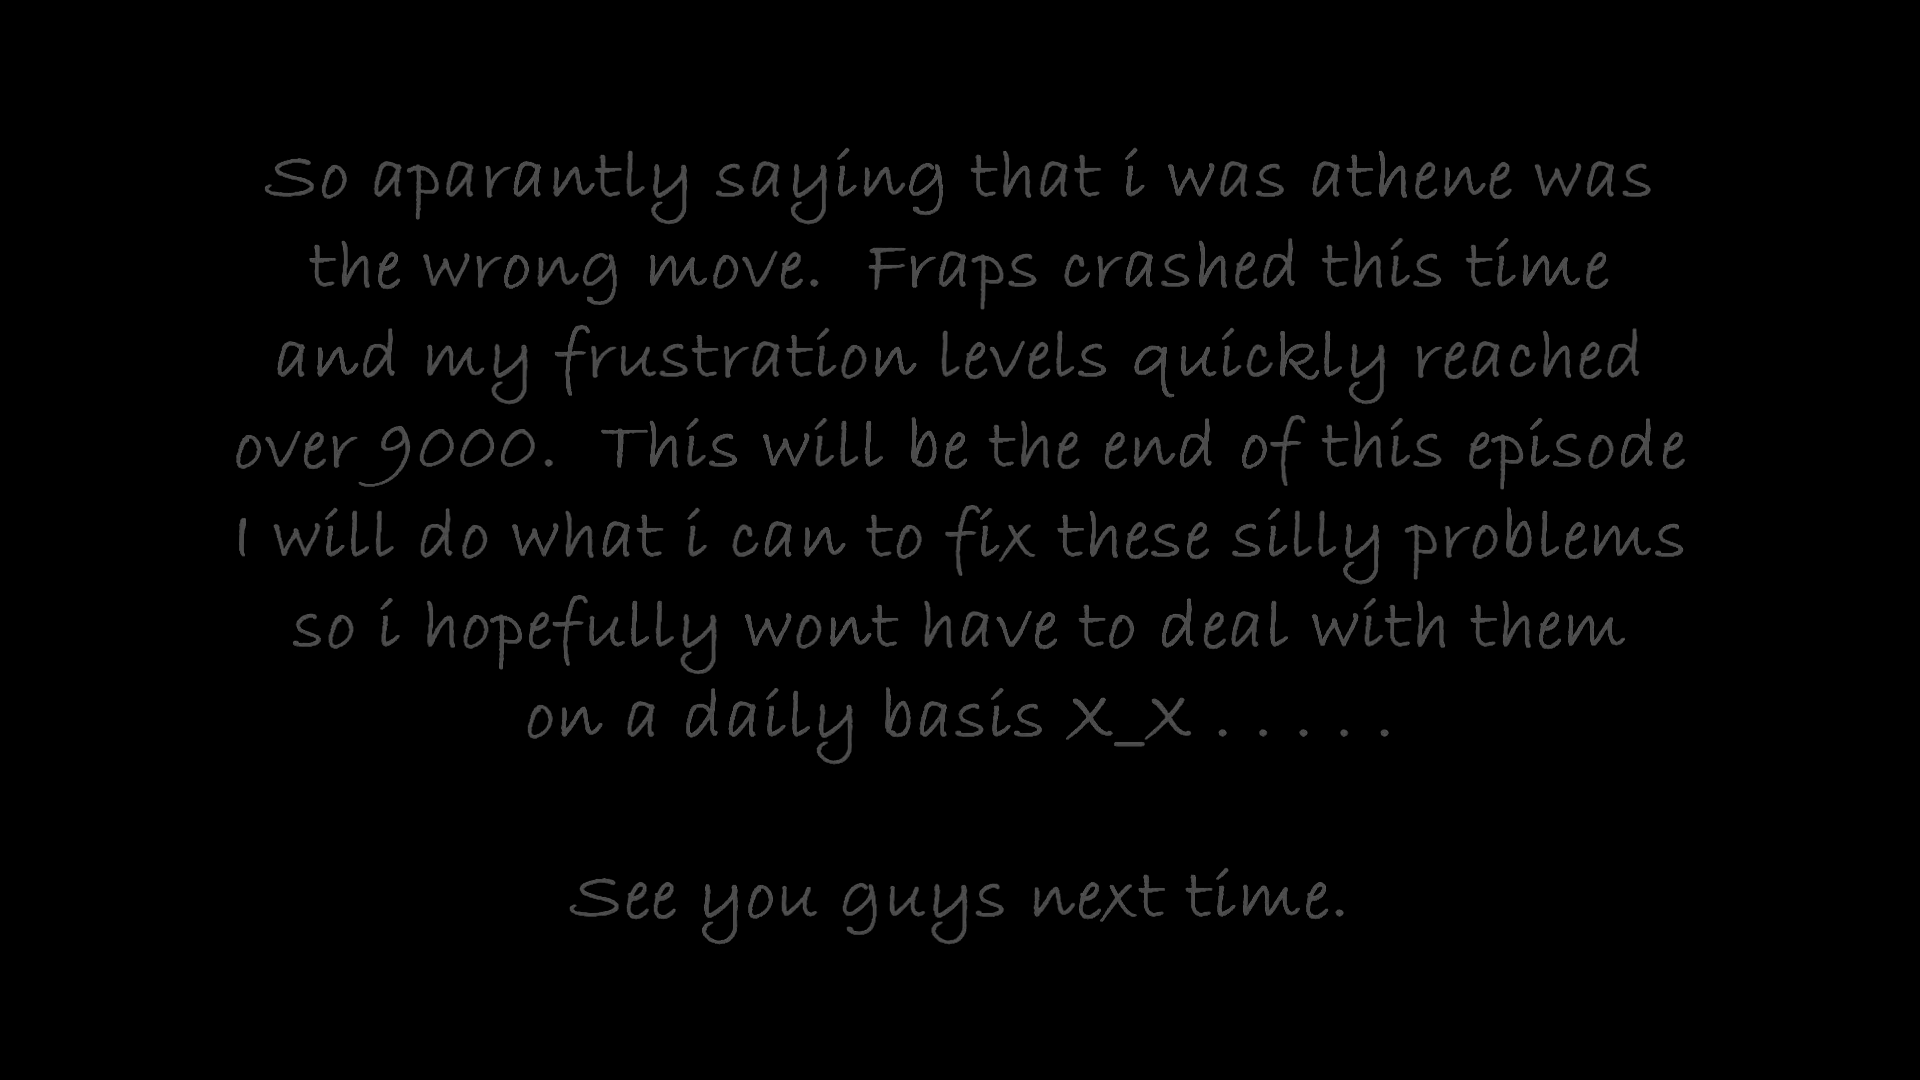 So aparantly saying that i was athene was
the wrong move.  Fraps crashed this time
and my frustration levels quickly reached
over 9000.  This will be the end of this episode
I will do what i can to fix these silly problems
so i hopefully wont have to deal with them
on a daily basis X_X . . . . .
See you guys next time.